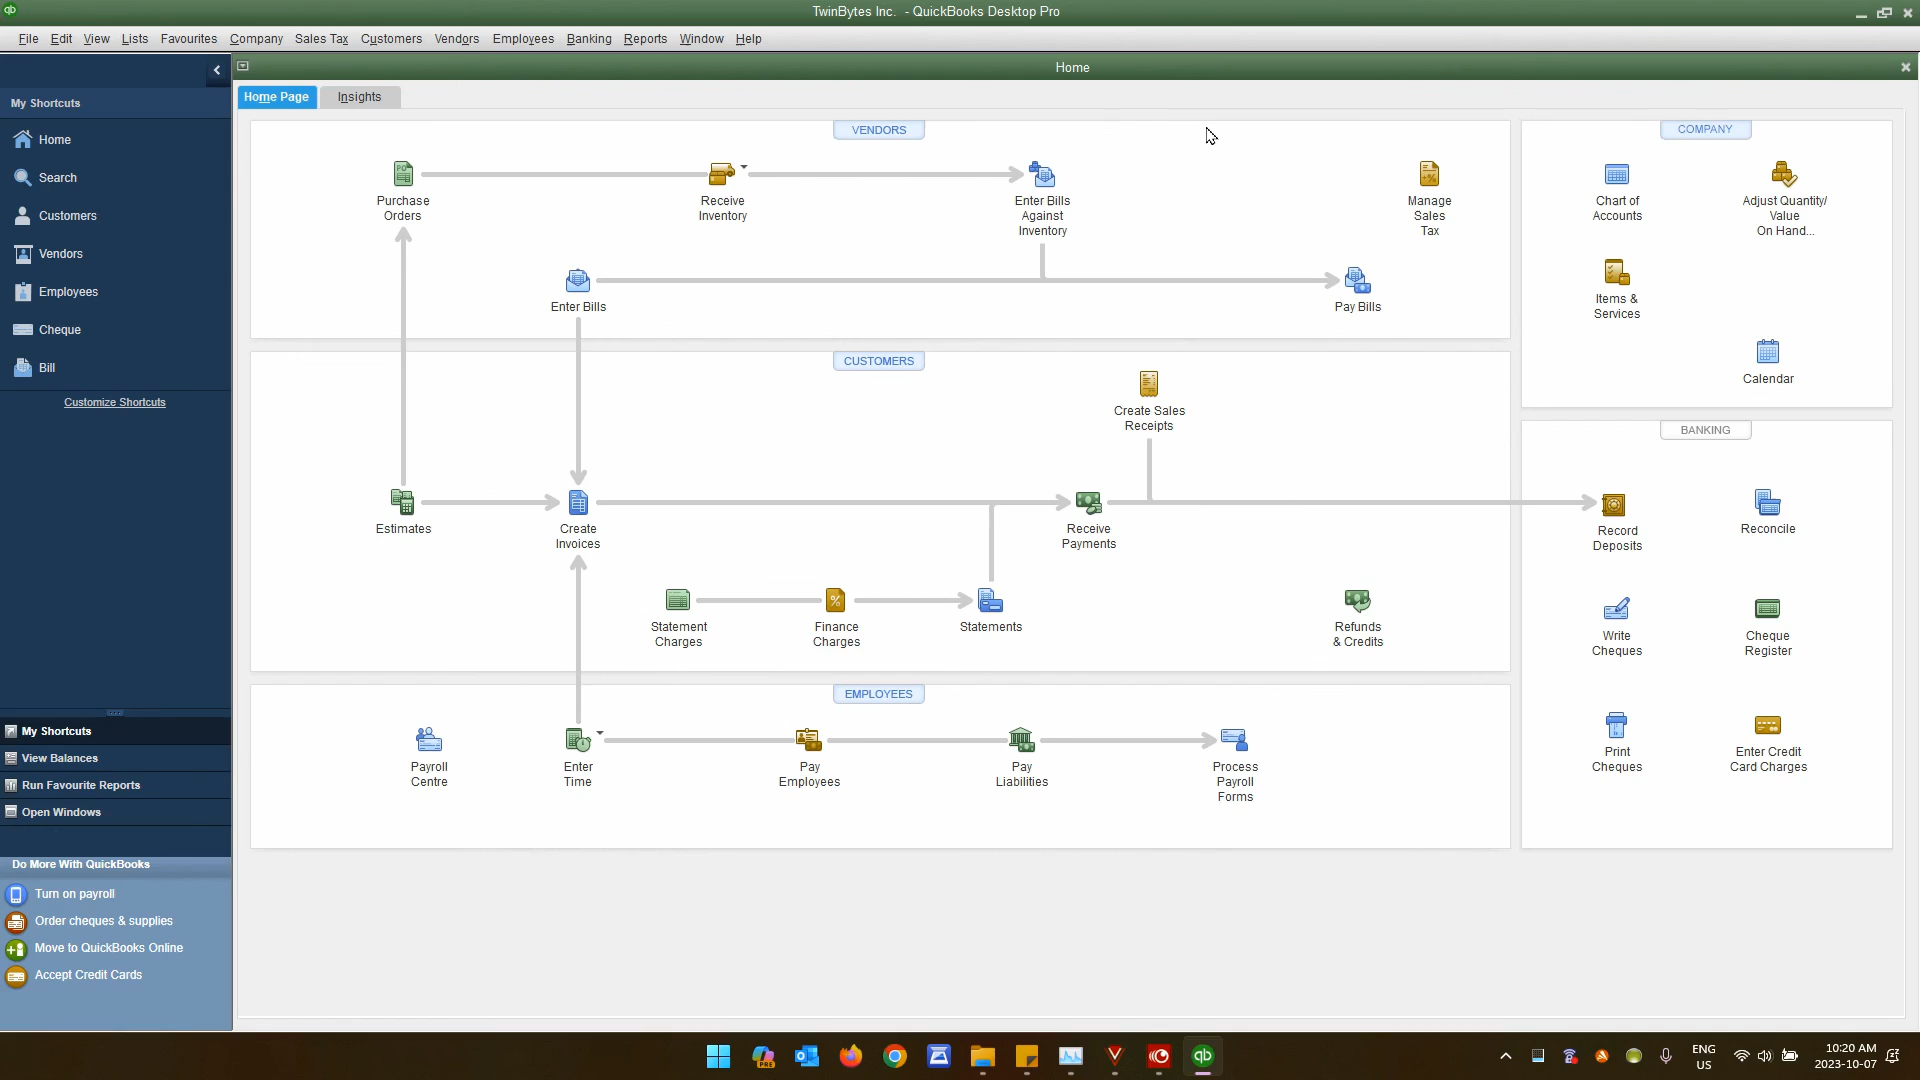 TwinBytes Inc. - QuickBooks Desktop Pro
File Edit View Lists Favourites Company Sales Tax Customers Vendors Employees Banking Reports Window Help
Home
Home Page
Insights
My Shortcuts
Home
Search
Customers
Vendors
Employees
Cheque
Bill
Customize Shortcuts
My Shortcuts
View Balances
Run Favourite Reports
Open Windows
Do More With QuickBooks
Turn on payroll
Order cheques & supplies
Move to QuickBooks Online
Accept Credit Cards
VENDORS
Purchase
Orders
Receive
Inventory
Enter Bills
Against
Inventory
Manage
Sales
Tax
Enter Bills
Pay Bills
CUSTOMERS
Create Sales
Receipts
Estimates
Create
Invoices
Receive
Payments
Statement
Charges
Finance
Charges
Statements
Refunds
& Credits
EMPLOYEES
Payroll
Centre
Enter
Time
Pay
Employees
Pay
Liabilities
Process
Payroll
Forms
COMPANY
Chart of
Accounts
Adjust Quantity/
Value
On Hand...
Items &
Services
Calendar
BANKING
Record
Deposits
Reconcile
Write
Cheques
Cheque
Register
Print
Cheques
Enter Credit
Card Charges
ENG
US
10:20 AM
2023-10-07